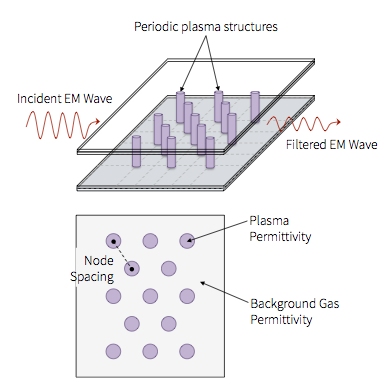 Periodic plasma structures
Incident EM Wave
Filtered EM Wave
Plasma
Permittivity
Node
Spacing
Background Gas
Permittivity